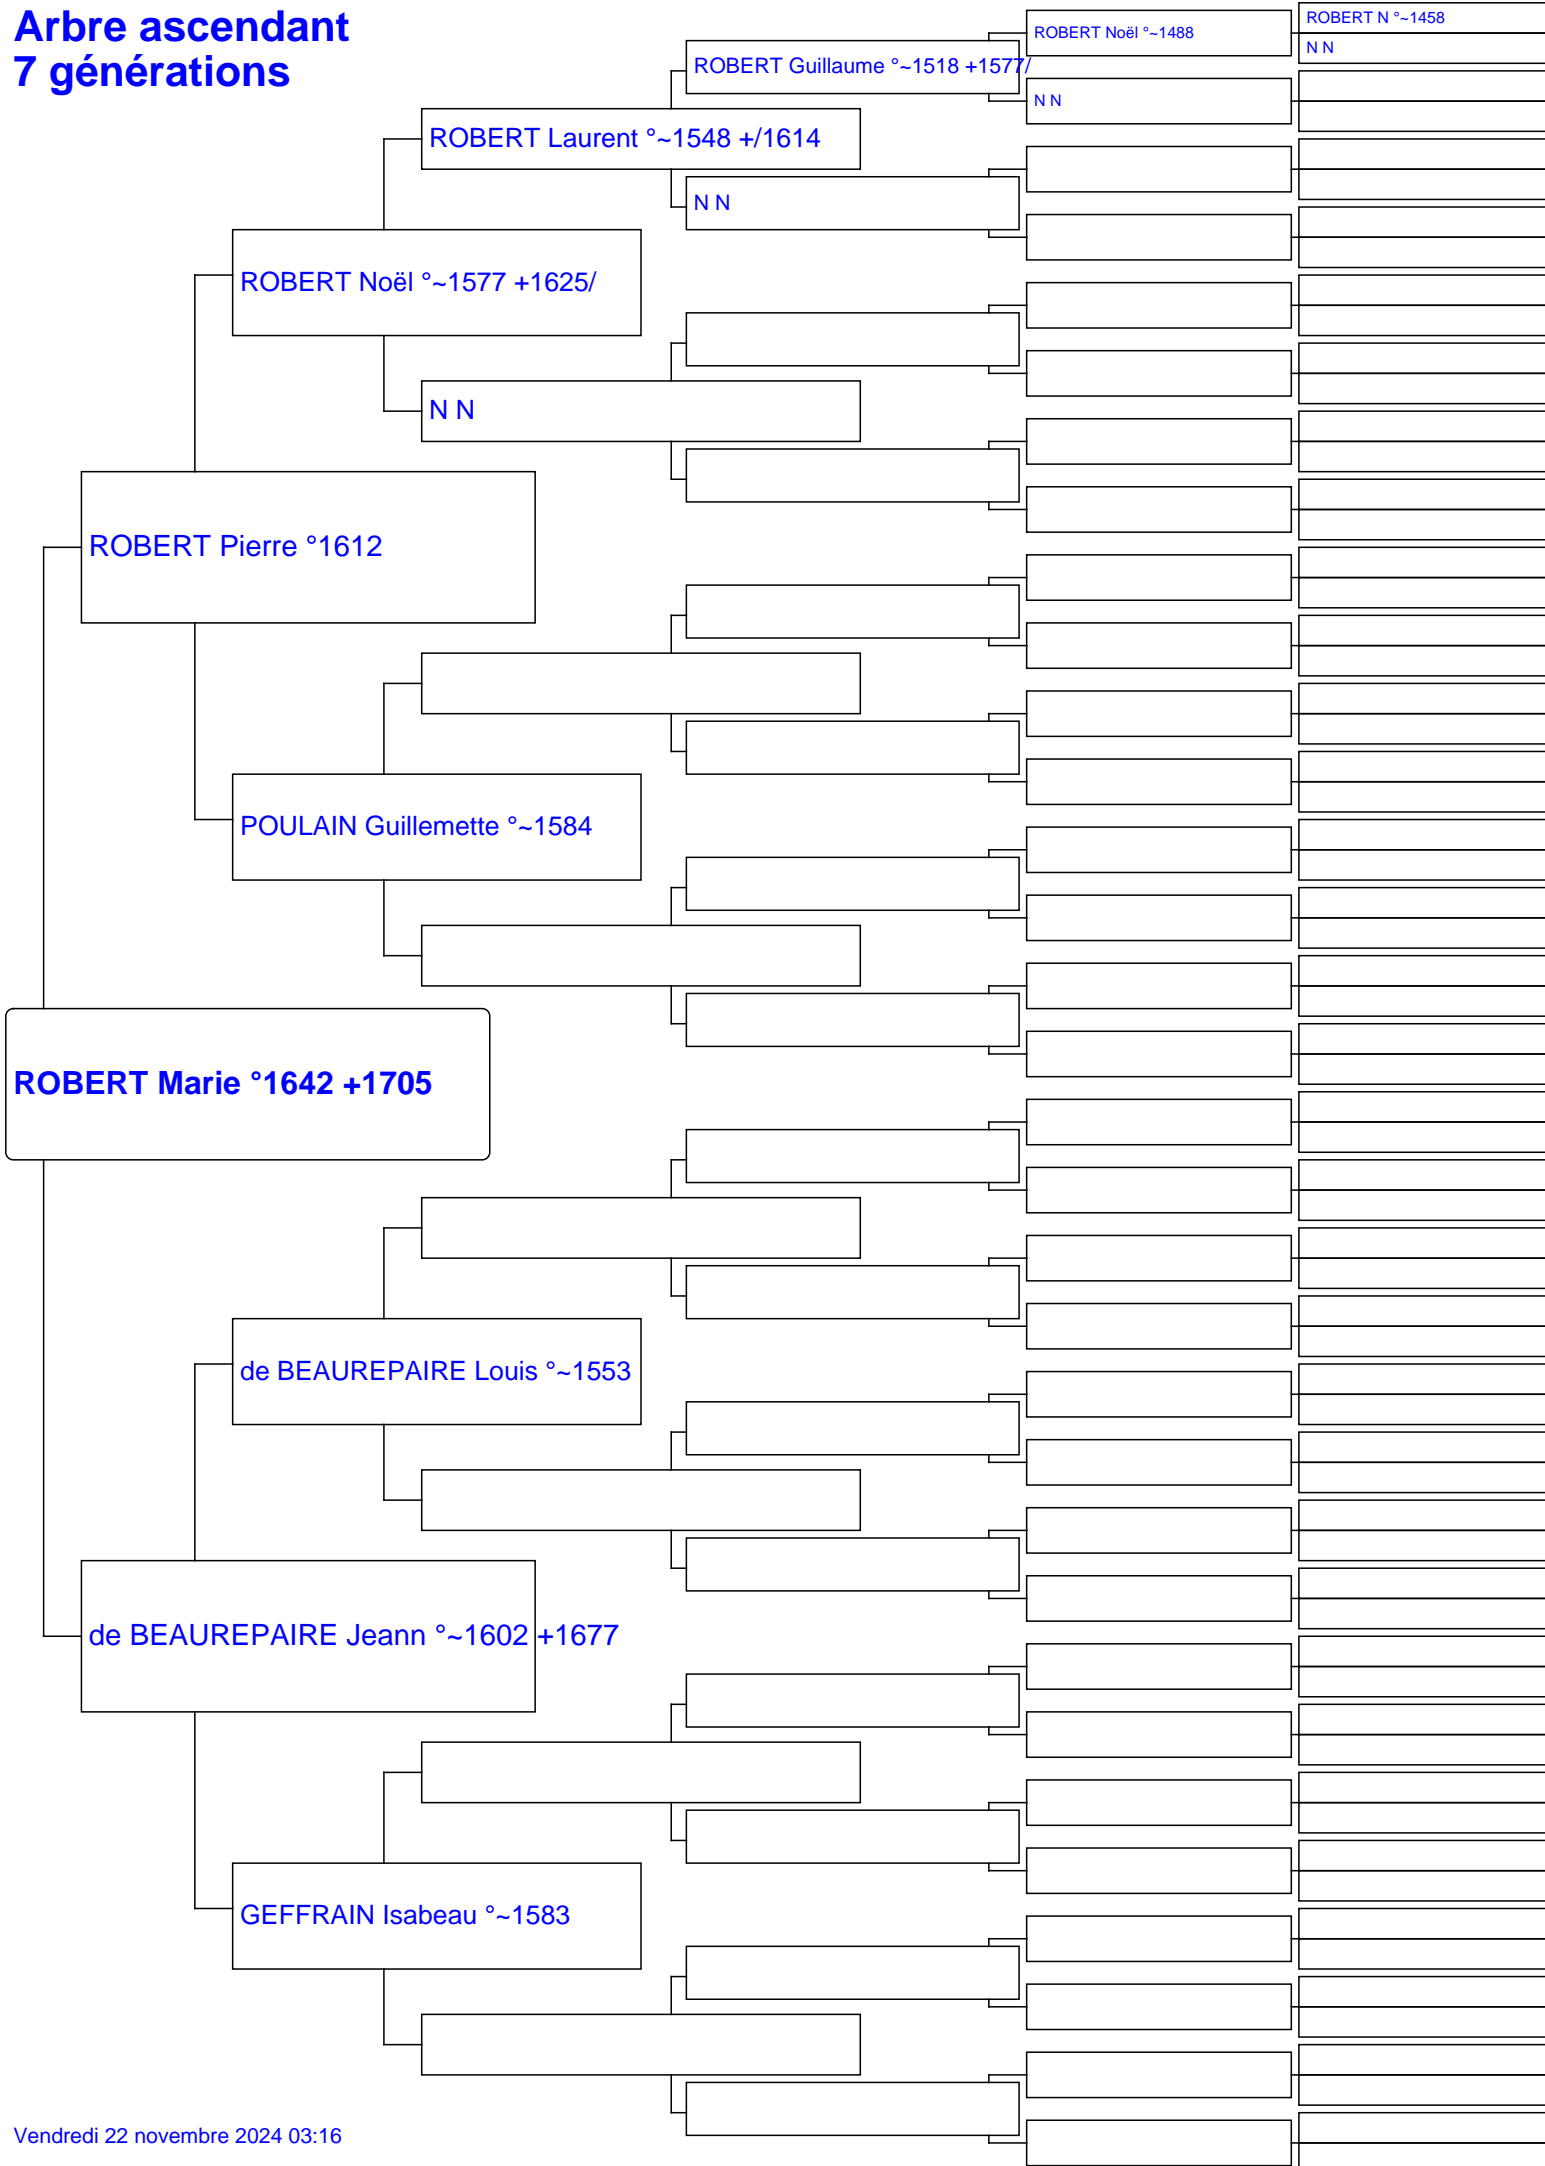 Arbre ascendant
7 générations
ROBERT Noël °~1488
ROBERT N °~1458
N N
ROBERT Guillaume °~1518 +1577/
N N
ROBERT Laurent °~1548 +/1614
N N
ROBERT Noël °~1577 +1625/
N N
ROBERT Pierre °1612
POULAIN Guillemette °~1584
ROBERT Marie °1642 +1705
de BEAUREPAIRE Louis °~1553
de BEAUREPAIRE Jeann °~1602 +1677
GEFFRAIN Isabeau °~1583
Vendredi 22 novembre 2024 03:16